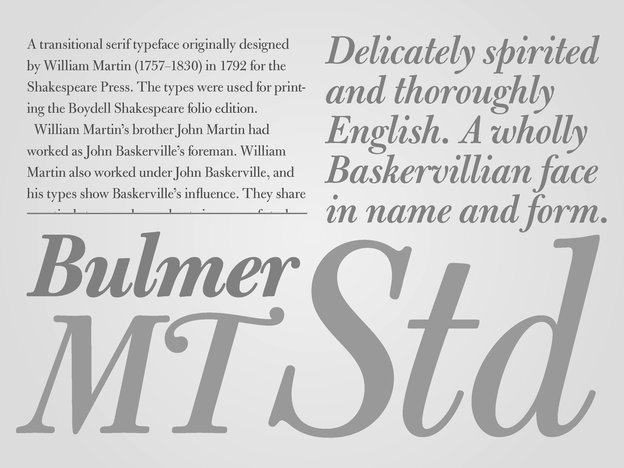 A transitional serif typeface originally designed
by William Martin (1757–1830) in 1792 for the
Shakespeare Press. The types were used for print-
ing the Boydell Shakespeare folio edition.
William Martin's brother John Martin had
worked as John Baskerville's foreman. William
Martin also worked under John Baskerville, and
his types show Baskerville's influence. They share
Delicately spirited
and thoroughly
English. A wholly
Baskervillian face
in name and form.
Bulmer
MT Std